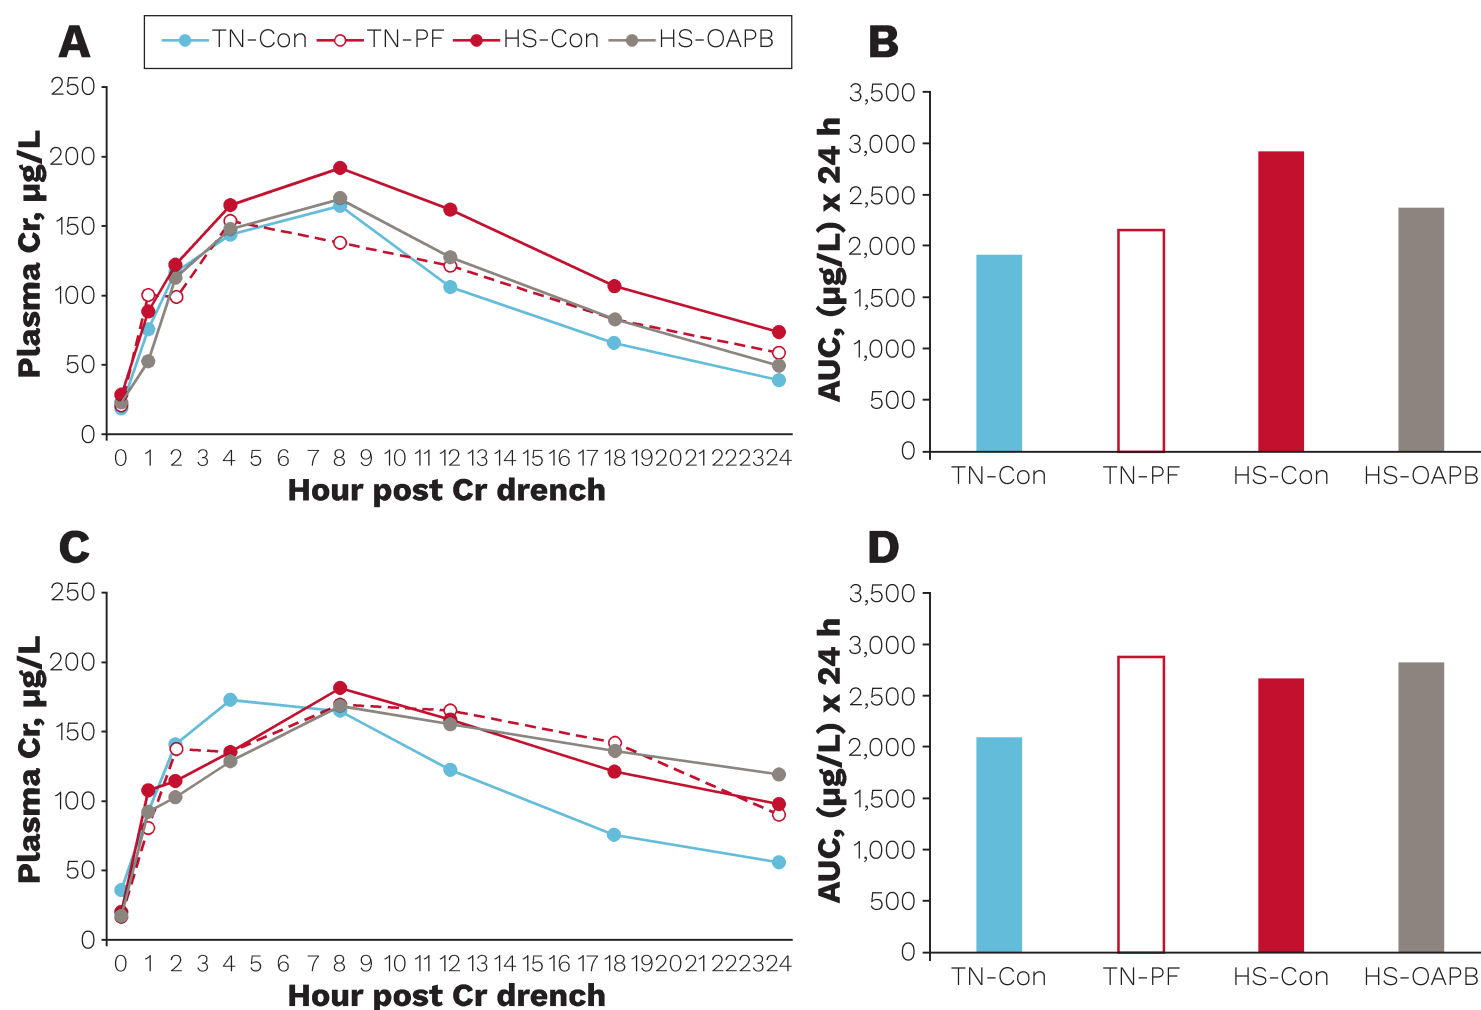 A
TN-Con TN-PF HS-Con HS-OAPB
250
200
150
100
50
0
Plasma Cr, µg/L
0 1 2 3 4 5 6 7 8 9 10 11 12 13 14 15 16 17 18 19 20 21 22 23 24
Hour post Cr drench
B
3,500
3,000
2,500
2,000
1,500
1,000
500
0
AUC, (µg/L) x 24 h
TN-Con TN-PF HS-Con HS-OAPB
C
250
200
150
100
50
0
Plasma Cr, µg/L
0 1 2 3 4 5 6 7 8 9 10 11 12 13 14 15 16 17 18 19 20 21 22 23 24
Hour post Cr drench
D
3,500
3,000
2,500
2,000
1,500
1,000
500
0
AUC, (µg/L) x 24 h
TN-Con TN-PF HS-Con HS-OAPB